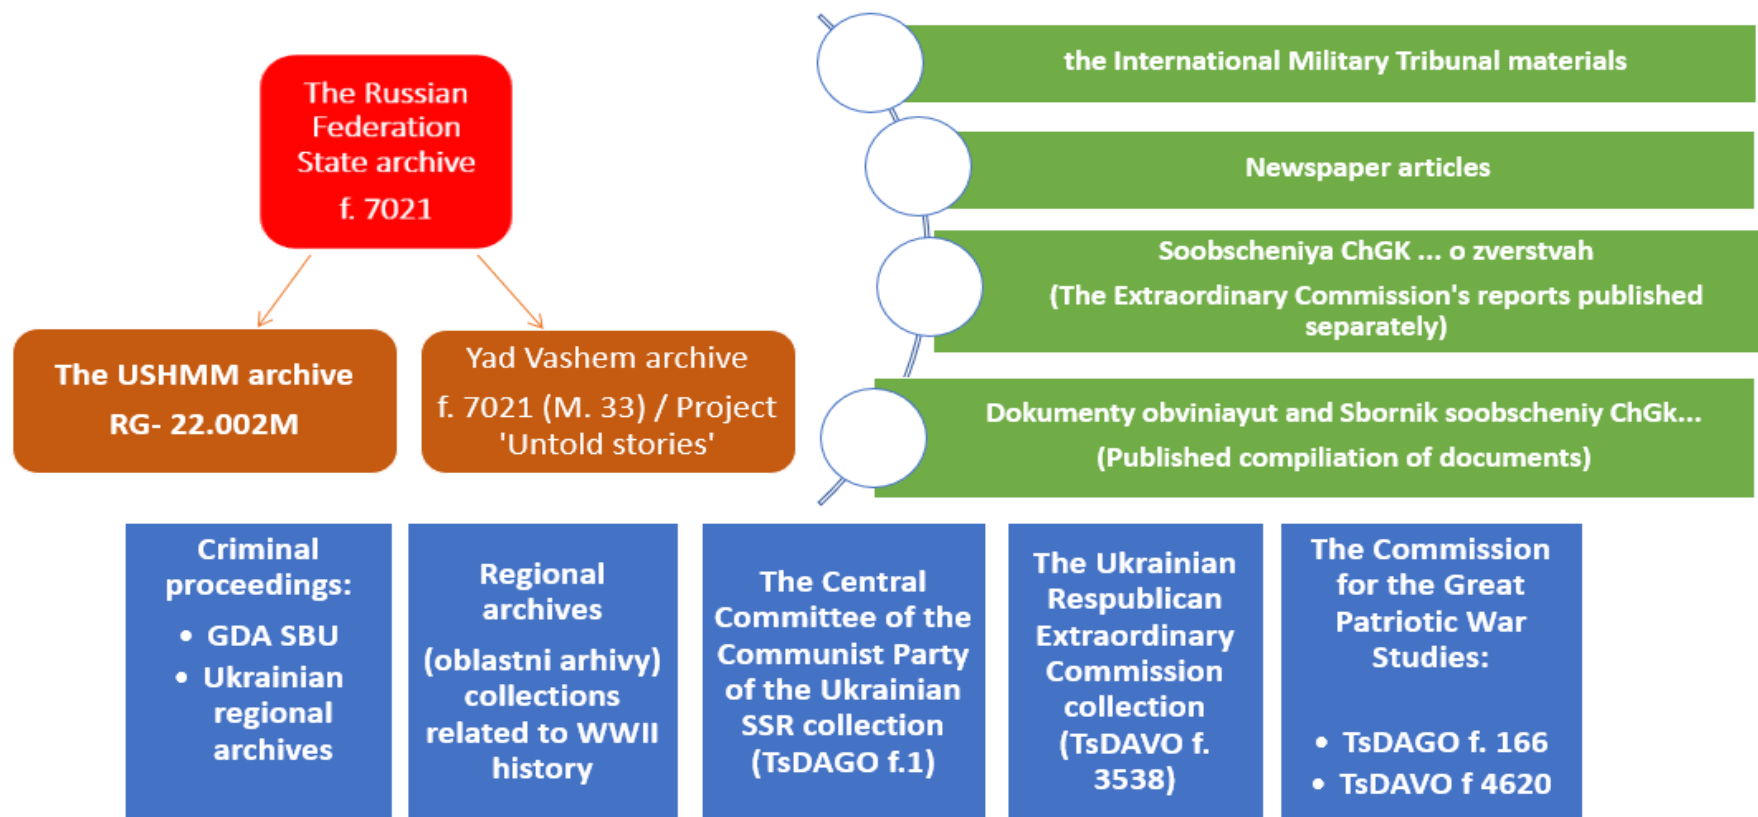 The Russian
Federation
State archive
f. 7021
The USHMM archive
RG- 22.002M
Yad Vashem archive
f. 7021 (M. 33) / Project
'Untold stories'
the International Military Tribunal materials
Newspaper articles
Soobscheniya ChGK ... o zverstvah
(The Extraordinary Commission's reports published
separately)
Dokumenty obviniayut and Sbornik soobscheniy ChGk...
(Published compiliation of documents)
Criminal
proceedings:
• GDA SBU
• Ukrainian
regional
archives
Regional
archives
(oblastni arhivy)
collections
related to WWII
history
The Central
Committee of the
Communist Party
of the Ukrainian
SSR collection
(TsDAGO f.1)
The Ukrainian
Respublican
Extraordinary
Commission
collection
(TsDAVO f.
3538)
The Commission
for the Great
Patriotic War
Studies:
• TsDAGO f. 166
• TsDAVO f 4620